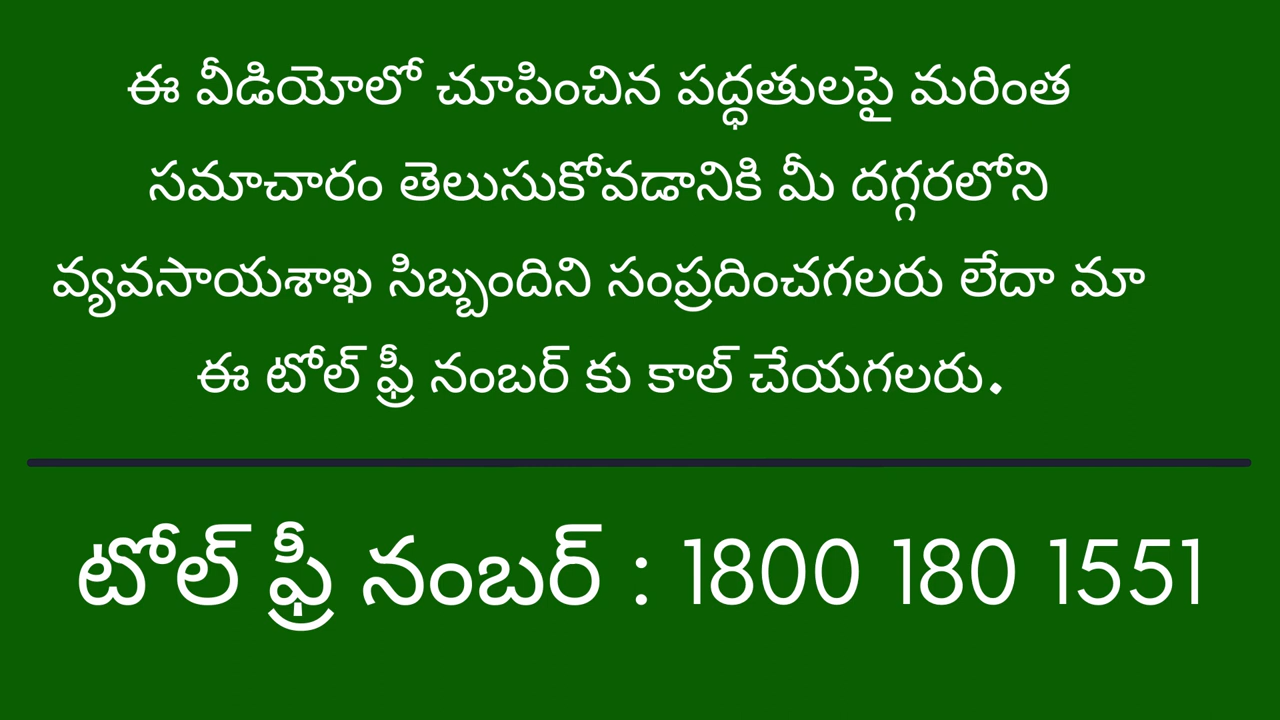 ఈ వీడియోలో చూపించిన పద్ధతులపై మరింత
సమాచారం తెలుసుకోవడానికి మీ దగ్గరలోని
వ్యవసాయశాఖ సిబ్బందిని సంప్రదించగలరు లేదా మా
ఈ టోల్ ఫ్రీ నంబర్ కు కాల్ చేయగలరు.
టోల్ ఫ్రీ నంబర్ : 1800 180 1551